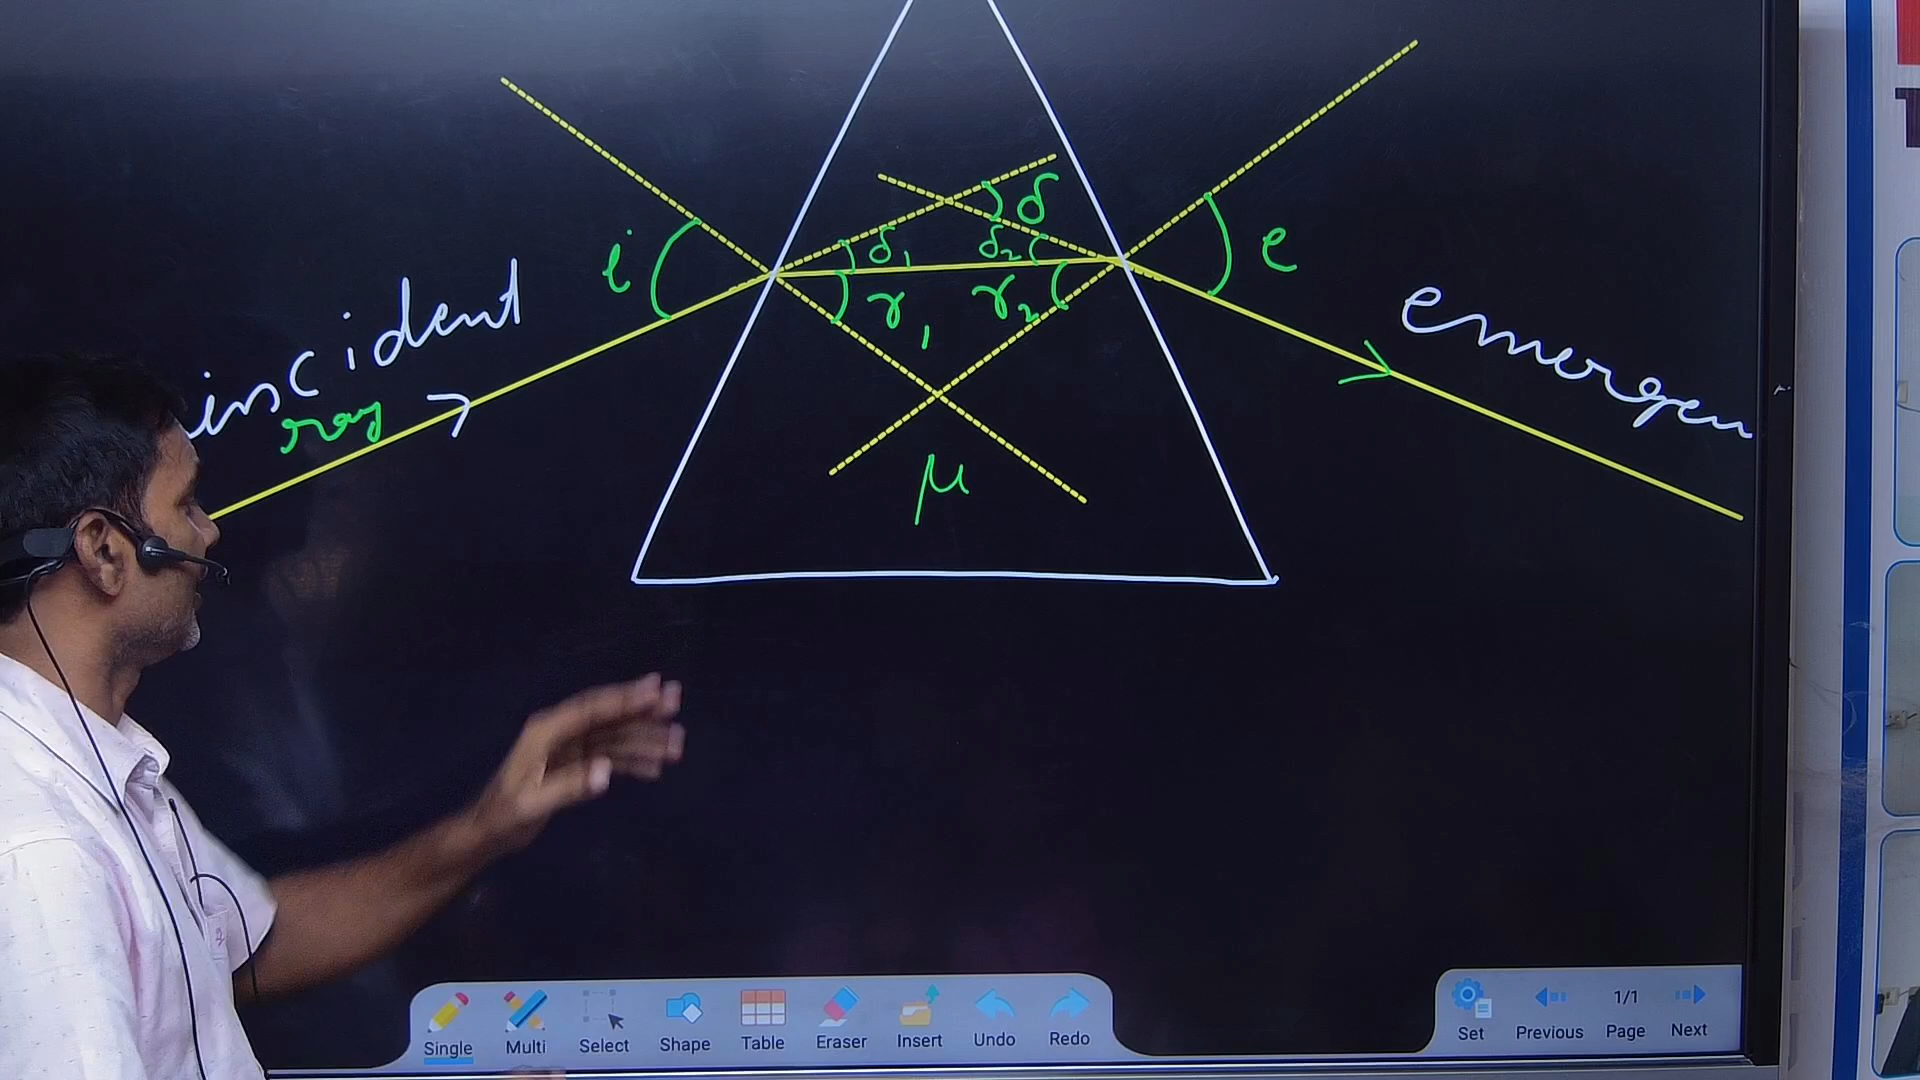 δ
i
δ₁
δ₂
e
r₁
r₂
incident
ray
emergen
μ
Single
Multi
Select
Shape
Table
Eraser
Insert
Undo
Redo
Set
Previous
1/1
Page
Next